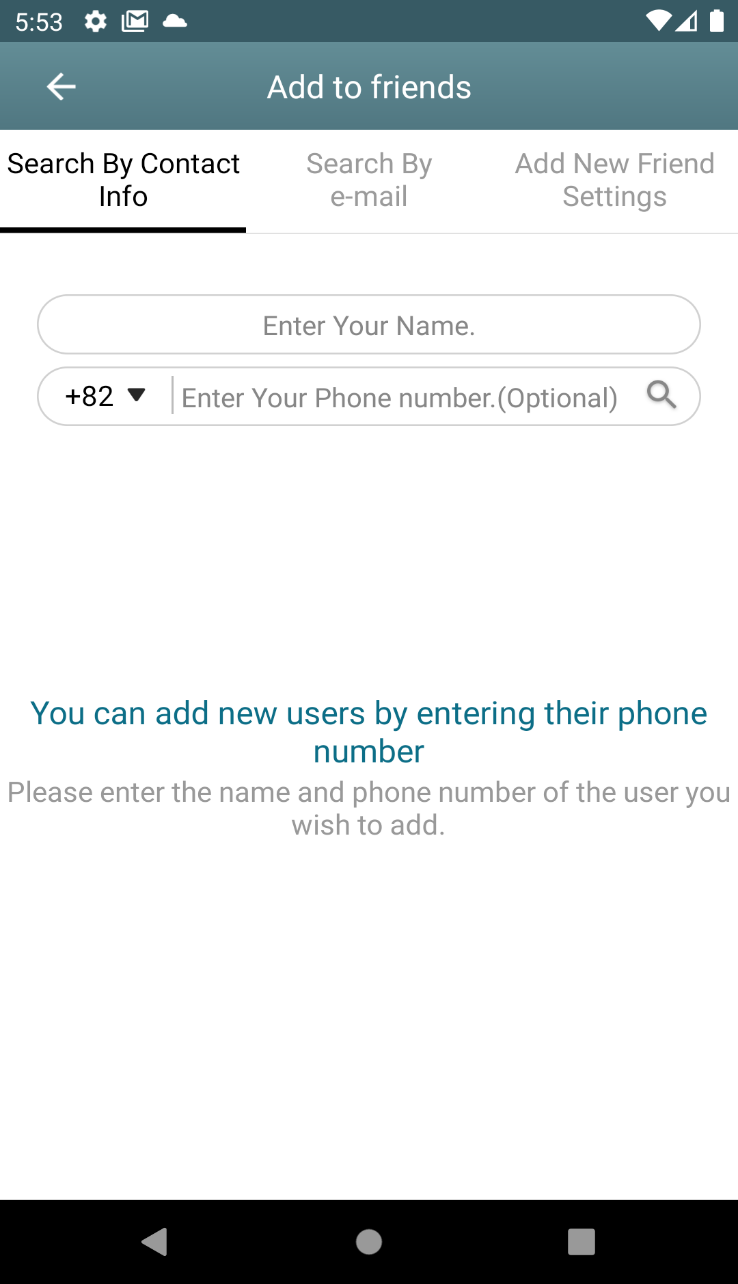 5:53
Add to friends
Search By Contact
Info
Search By
e-mail
Add New Friend
Settings
Enter Your Name.
+82
Enter Your Phone number.(Optional)
You can add new users by entering their phone
number
Please enter the name and phone number of the user you
wish to add.